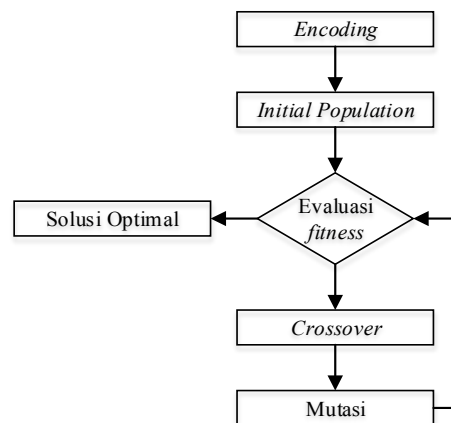 Encoding
Initial Population
Evaluasi
fitness
Solusi Optimal
Crossover
Mutasi